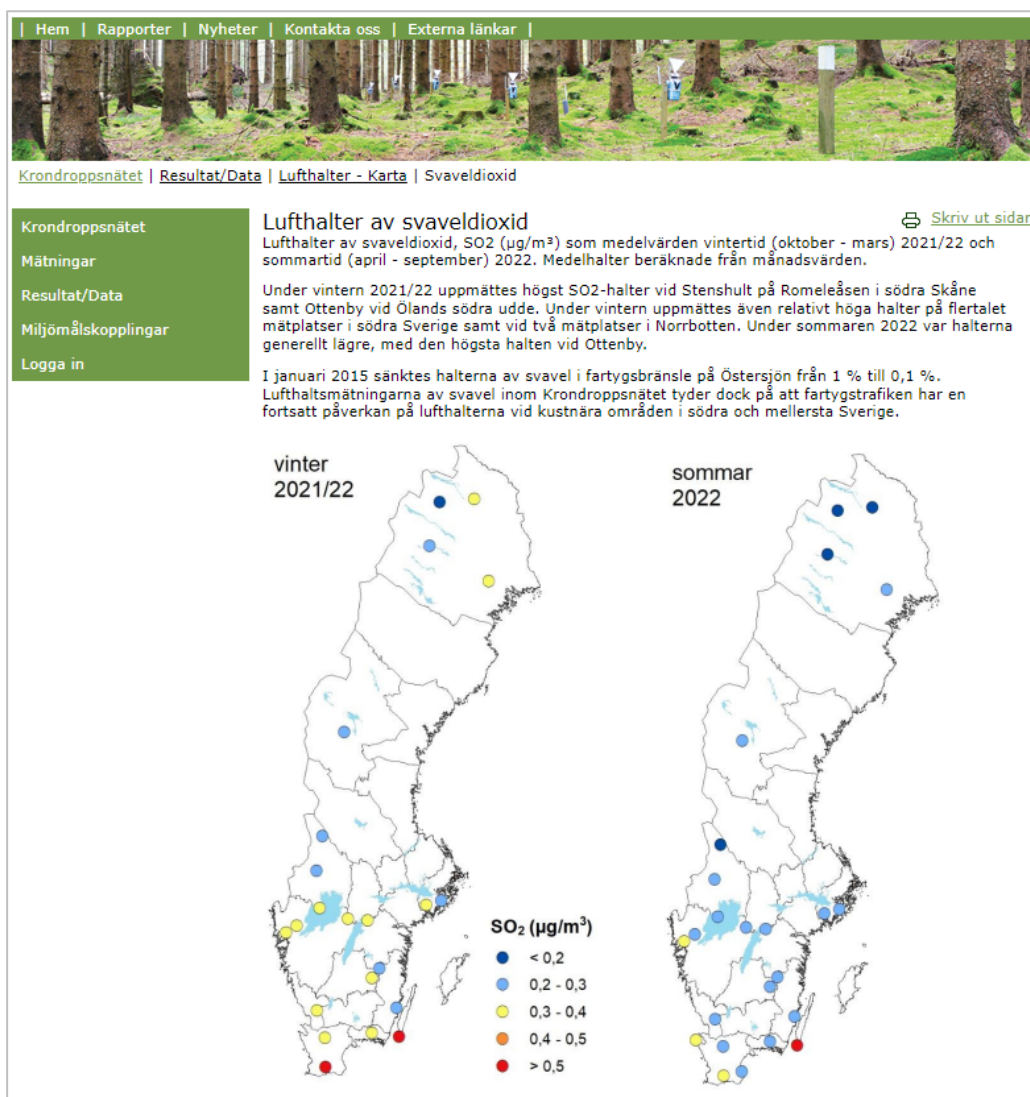 | Hem | Rapporter | Nyheter | Kontakta oss | Externa länkar |
Krondroppsnätet | Resultat/Data | Lufthalter - Karta | Svaveldioxid
Krondroppsnätet
Mätningar
Resultat/Data
Miljömålskopplingar
Logga in
Lufthalter av svaveldioxid
Skriv ut sidan
Lufthalter av svaveldioxid, SO2 (µg/m³) som medelvärden vintertid (oktober - mars) 2021/22 och
sommartid (april - september) 2022. Medelhalter beräknade från månadsvärden.
Under vintern 2021/22 uppmättes högst SO2-halter vid Stenshult på Romeleåsen i södra Skåne
samt Ottenby vid Ölands södra udde. Under vintern uppmättes även relativt höga halter på flertalet
mätplatser i södra Sverige samt vid två mätplatser i Norrbotten. Under sommaren 2022 var halterna
generellt lägre, med den högsta halten vid Ottenby.
I januari 2015 sänktes halterna av svavel i fartygsbränsle på Östersjön från 1 % till 0,1 %.
Lufthaltsmätningarna av svavel inom Krondroppsnätet tyder dock på att fartygstrafiken har en
fortsatt påverkan på lufthalterna vid kustnära områden i södra och mellersta Sverige.
vinter
2021/22
sommar
2022
SO₂ (µg/m³)
< 0,2
0,2 - 0,3
0,3 - 0,4
0,4 - 0,5
> 0,5